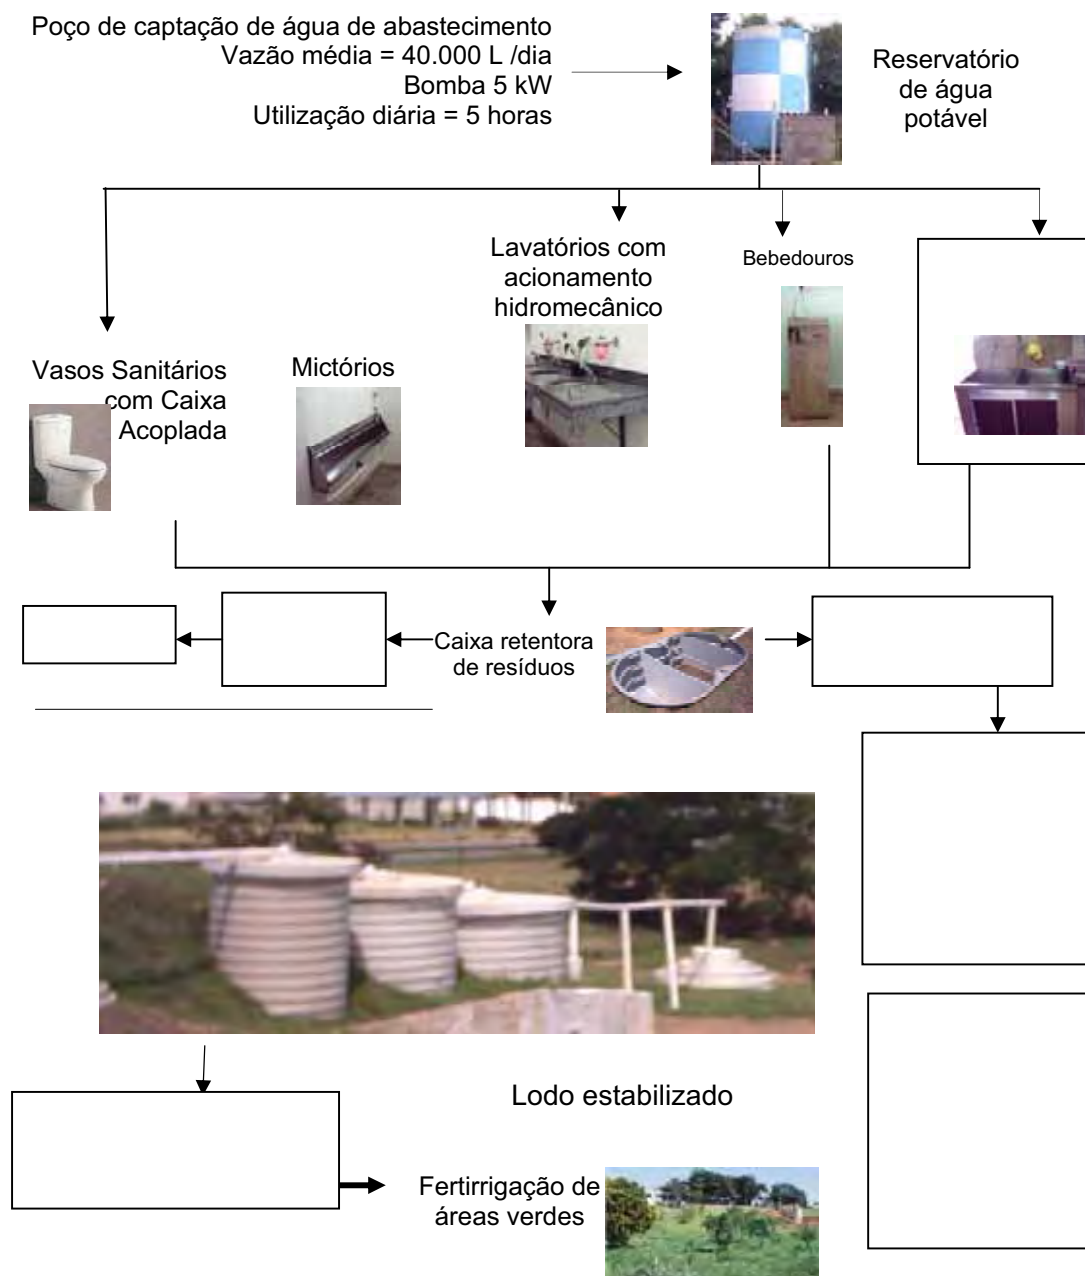 Poço de captação de água de abastecimento
Vazão média = 40.000 L /dia
Bomba 5 kW
Utilização diária = 5 horas
Reservatório
de água
potável
Lavatórios com
acionamento
hidromecânico
Bebedouros
Vasos Sanitários
com Caixa
Acoplada
Mictórios
Caixa retentora
de resíduos
Lodo estabilizado
Fertirrigação de
áreas verdes